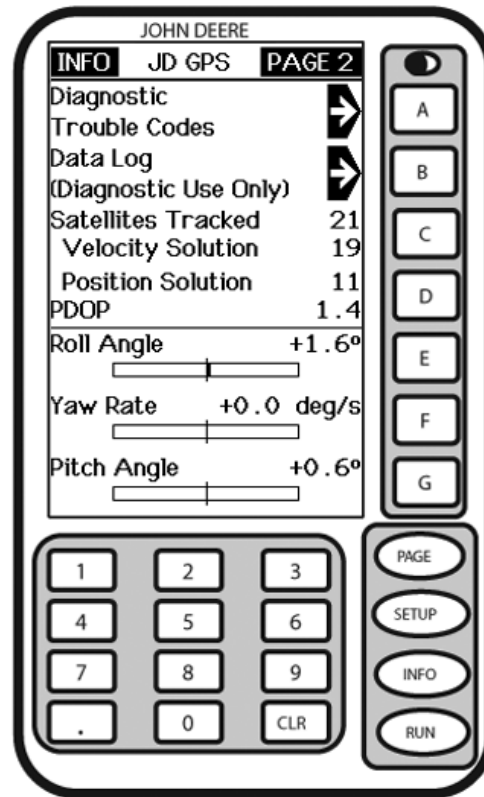 JOHN DEERE
INFO JD GPS PAGE 2
Diagnostic
Trouble Codes
Data Log
(Diagnostic Use Only)
Satellites Tracked 21
Velocity Solution 19
Position Solution 11
PDOP 1.4
Roll Angle +1.6º
Yaw Rate +0.0 deg/s
Pitch Angle +0.6º
A
B
C
D
E
F
G
1 2 3
4 5 6
7 8 9
. 0 CLR
PAGE
SETUP
INFO
RUN